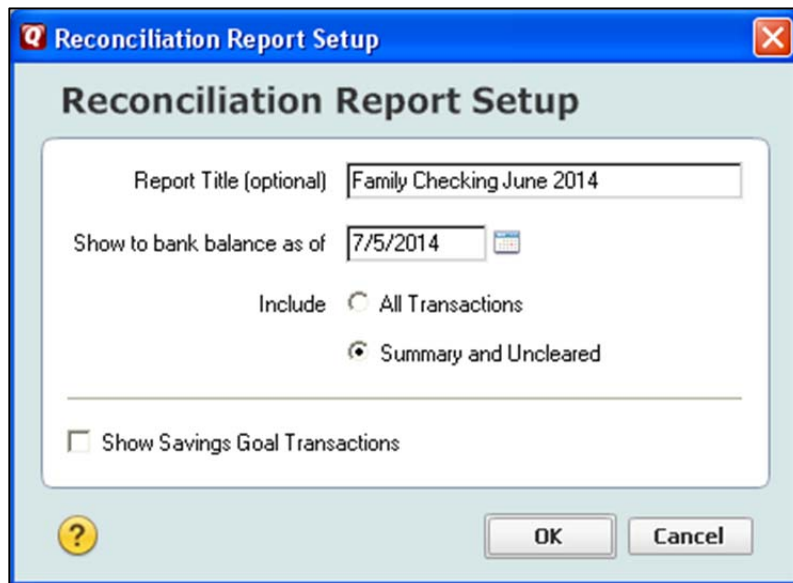 Reconciliation Report Setup
Reconciliation Report Setup
Report Title (optional) Family Checking June 2014
Show to bank balance as of 7/5/2014
Include All Transactions
Summary and Uncleared
Show Savings Goal Transactions
? OK Cancel